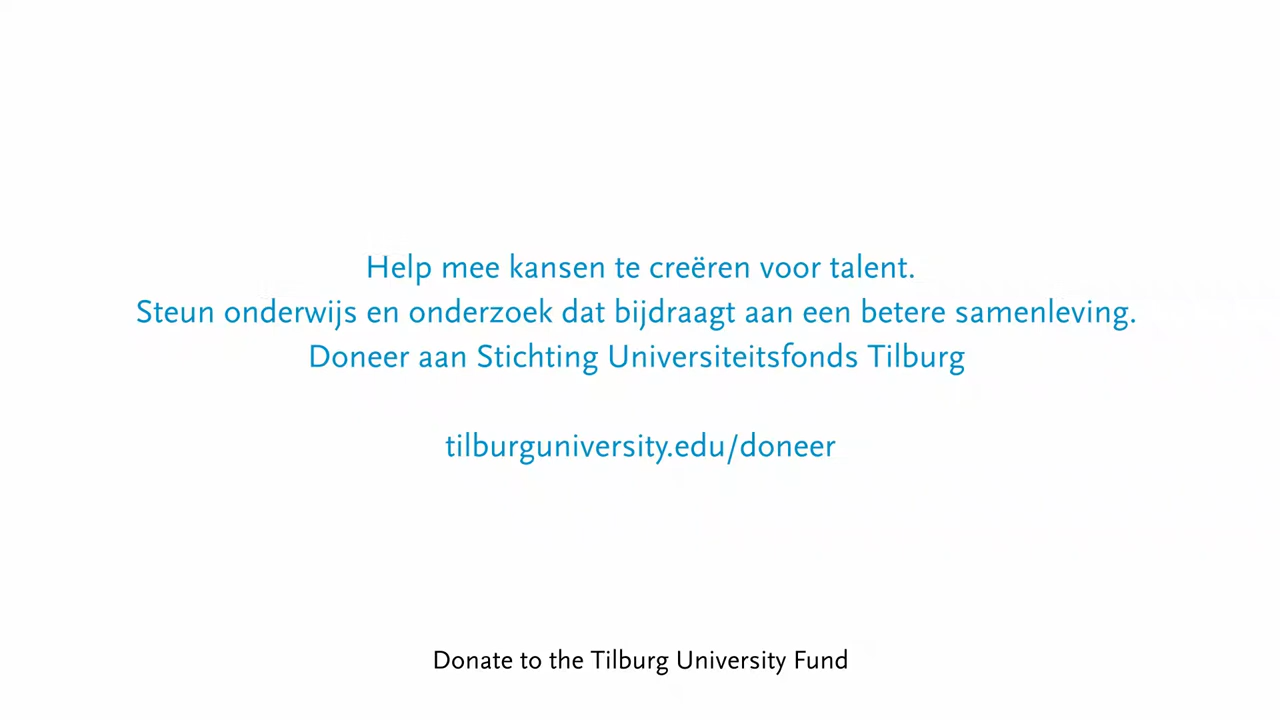 Help mee kansen te creëren voor talent.
Steun onderwijs en onderzoek dat bijdraagt aan een betere samenleving.
Doneer aan Stichting Universiteitsfonds Tilburg
tilburguniversity.edu/doneer
Donate to the Tilburg University Fund